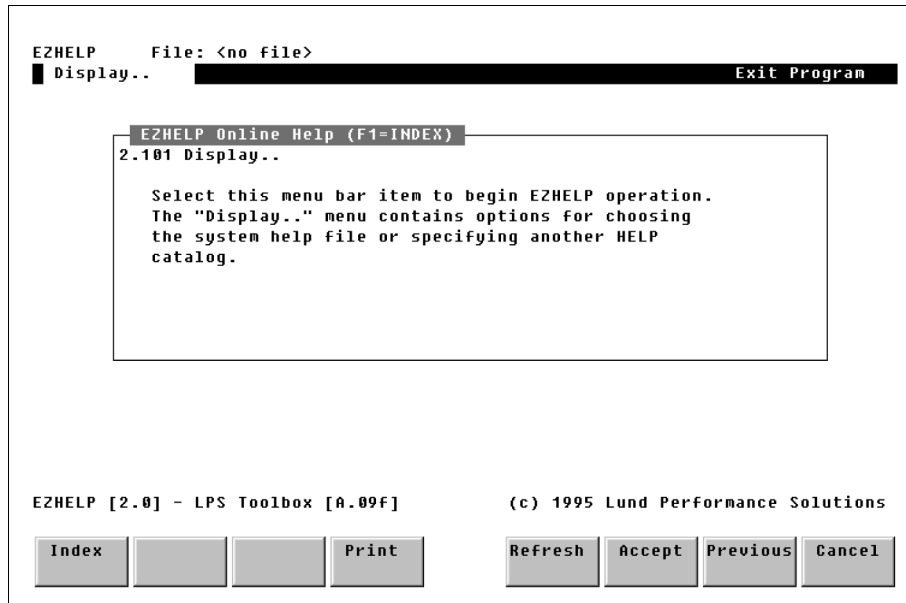 EZHELP File: <no file>
Display.. Exit Program
EZHELP Online Help (F1=INDEX)
2.101 Display..
Select this menu bar item to begin EZHELP operation.
The "Display.." menu contains options for choosing
the system help file or specifying another HELP
catalog.
EZHELP [2.0] - LPS Toolbox [A.09f] (c) 1995 Lund Performance Solutions
Index Print Refresh Accept Previous Cancel